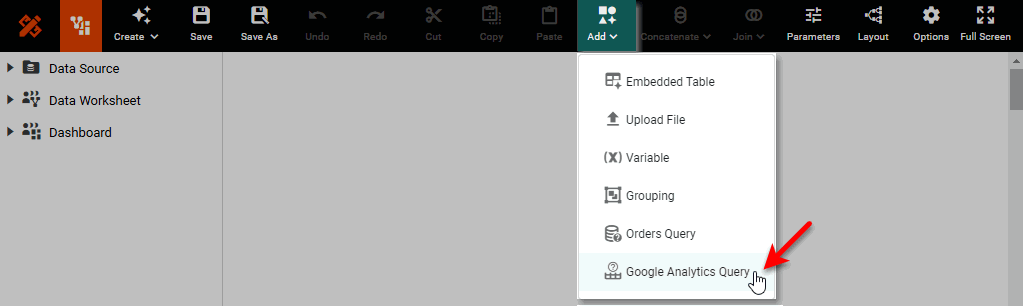 Create
Save
Save As
Undo
Redo
Cut
Copy
Paste
Add
Concatenate
Join
Parameters
Layout
Options
Full Screen
Data Source
Data Worksheet
Dashboard
Embedded Table
Upload File
(X) Variable
Grouping
Orders Query
Google Analytics Query